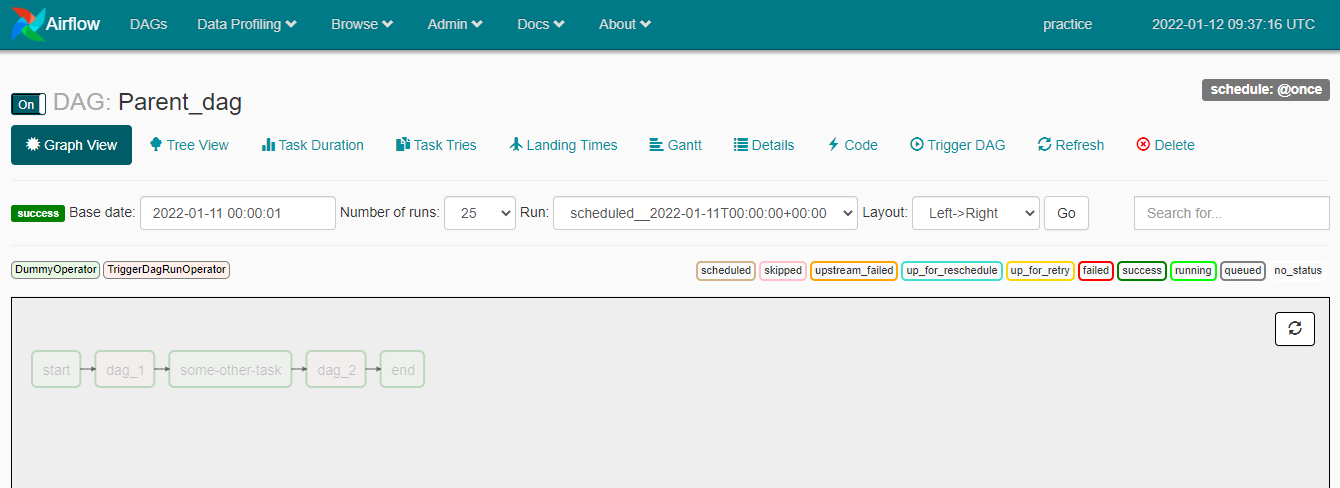 Airflow DAGs Data Profiling Browse Admin Docs About practice 2022-01-12 09:37:16 UTC
On DAG: Parent_dag schedule: @once
Graph View Tree View Task Duration Task Tries Landing Times Gantt Details Code Trigger DAG Refresh Delete
success Base date: 2022-01-11 00:00:01 Number of runs: 25 Run: scheduled__2022-01-11T00:00:00+00:00 Layout: Left->Right Go Search for...
DummyOperator TriggerDagRunOperator scheduled skipped upstream_failed up_for_reschedule up_for_retry failed success running queued no_status
start dag_1 some-other-task dag_2 end